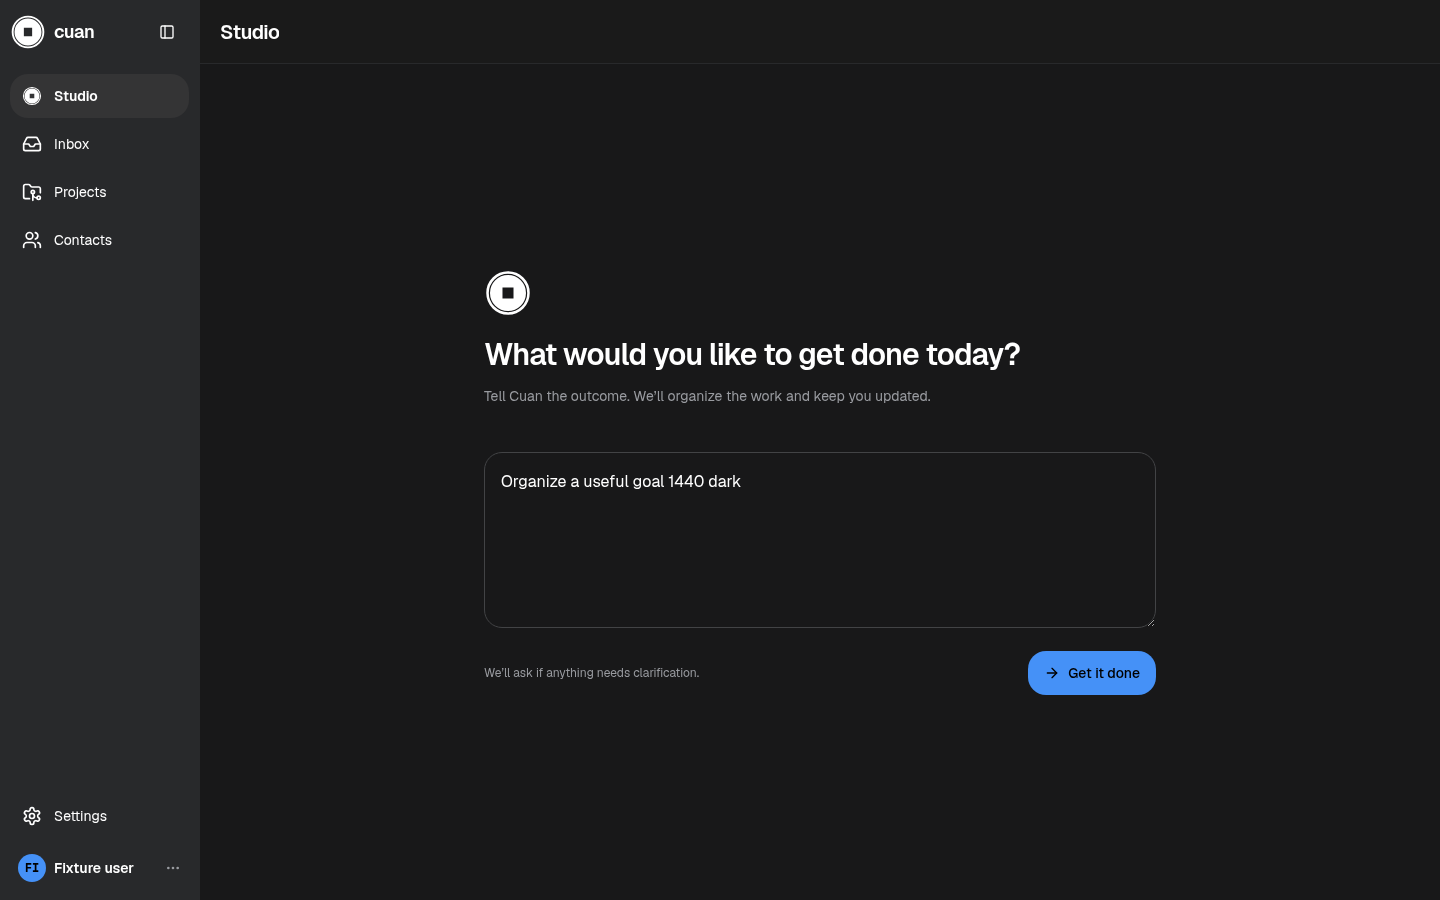 cuan
Studio
Studio
Inbox
Projects
Contacts
What would you like to get done today?
Tell Cuan the outcome. We’ll organize the work and keep you updated.
Organize a useful goal 1440 dark
We’ll ask if anything needs clarification.
Get it done
Settings
FI
Fixture user